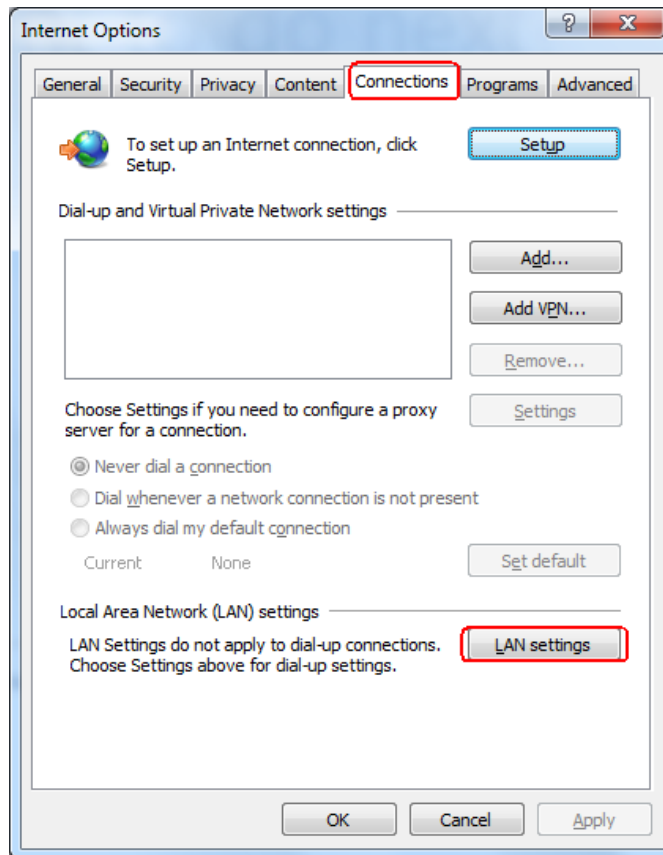 Internet Options
General Security Privacy Content Connections Programs Advanced
To set up an Internet connection, click
Setup.
Setup
Dial-up and Virtual Private Network settings
Add...
Add VPN...
Remove...
Choose Settings if you need to configure a proxy
server for a connection.
Settings
Never dial a connection
Dial whenever a network connection is not present
Always dial my default connection
Current None
Set default
Local Area Network (LAN) settings
LAN Settings do not apply to dial-up connections.
Choose Settings above for dial-up settings.
LAN settings
OK Cancel Apply